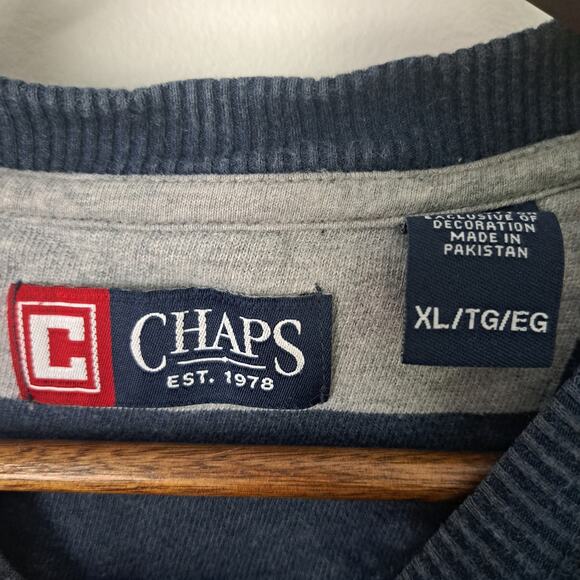 C
CHAPS
EST. 1978
EXCLUSIVE OF
DECORATION
MADE IN
PAKISTAN
XL/TG/EG